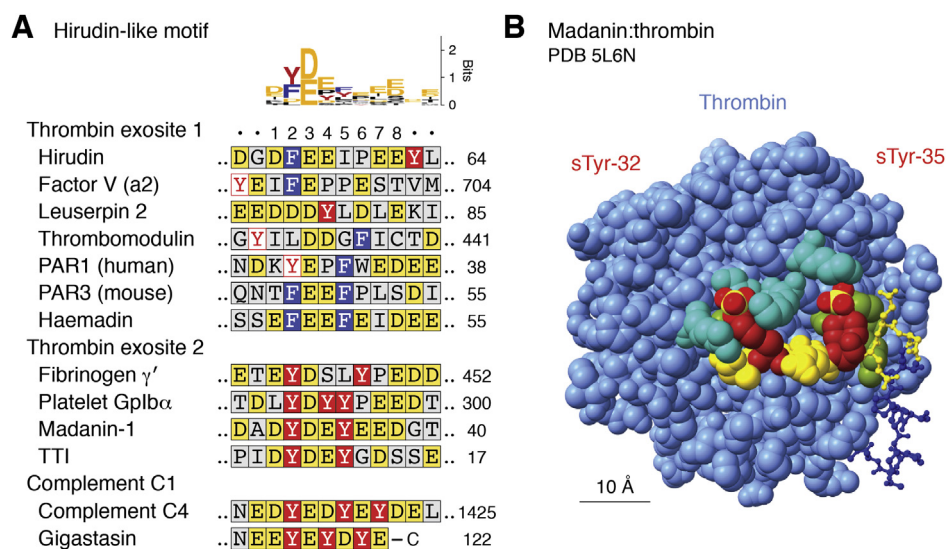 A Hirudin-like motif
2
1
0
Bits
Thrombin exosite 1 • • 1 2 3 4 5 6 7 8 • •
Hirudin ..DGDFEEIPEEYL.. 64
Factor V (a2) ..YEIFEPPESTVM.. 704
Leuserpin 2 ..EEDDDYLDLEKI.. 85
Thrombomodulin ..GYILDDGFICTD.. 441
PAR1 (human) ..NDKYEPFWEDEE.. 38
PAR3 (mouse) ..QNTFEEFPLSDI.. 55
Haemadin ..SSEFEEFEIDEE.. 55
Thrombin exosite 2
Fibrinogen γ′ ..ETEYDSLYPEDD.. 452
Platelet GpIbα ..TDLYDYYPEEDT.. 300
Madanin-1 ..DADYDEYEEDGT.. 40
TTI ..PIDYDEYGDSSE.. 17
Complement C1
Complement C4 ..NEDYEDYEYDEL.. 1425
Gigastasin ..NEEYEYDYE–C 122
B Madanin:thrombin
PDB 5L6N
Thrombin
sTyr-32
sTyr-35
10 Å